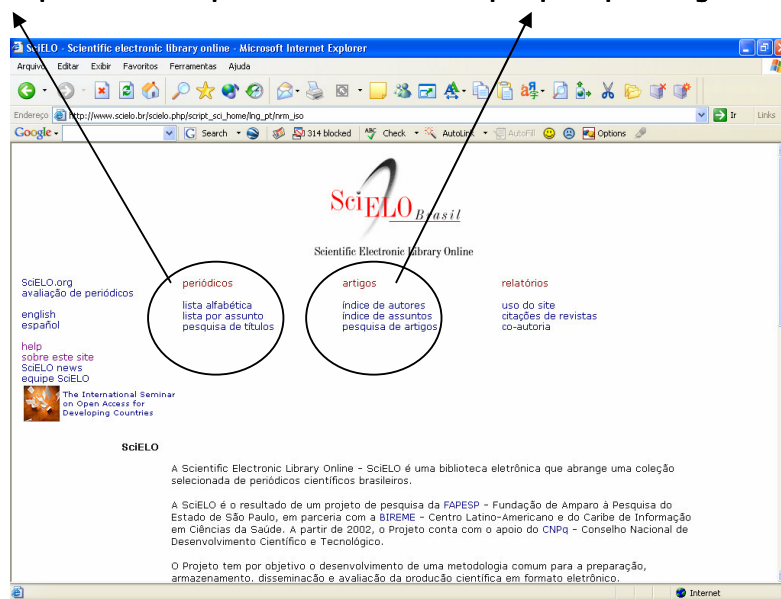 SciELO - Scientific electronic library online - Microsoft Internet Explorer
Arquivo Editar Exibir Favoritos Ferramentas Ajuda
Endereço http://www.scielo.br/scielo.php/script_sci_home/lng_pt/nrm_iso Ir Links
Google Search 314 blocked Check AutoLink AutoFill Options
SciELO Brasil
Scientific Electronic Library Online
SciELO.org
avaliação de periódicos
english
español
help
sobre este site
SciELO news
equipe SciELO
The International Seminar
on Open Access for
Developing Countries
periódicos
lista alfabética
lista por assunto
pesquisa de títulos
artigos
índice de autores
índice de assuntos
pesquisa de artigos
relatórios
uso do site
citações de revistas
co-autoria
SciELO
A Scientific Electronic Library Online - SciELO é uma biblioteca eletrônica que abrange uma coleção
selecionada de periódicos científicos brasileiros.
A SciELO é o resultado de um projeto de pesquisa da FAPESP - Fundação de Amparo à Pesquisa do
Estado de São Paulo, em parceria com a BIREME - Centro Latino-Americano e do Caribe de Informação
em Ciências da Saúde. A partir de 2002, o Projeto conta com o apoio do CNPq - Conselho Nacional de
Desenvolvimento Científico e Tecnológico.
O Projeto tem por objetivo o desenvolvimento de uma metodologia comum para a preparação,
armazenamento, disseminação e avaliação da produção científica em formato eletrônico.
Internet